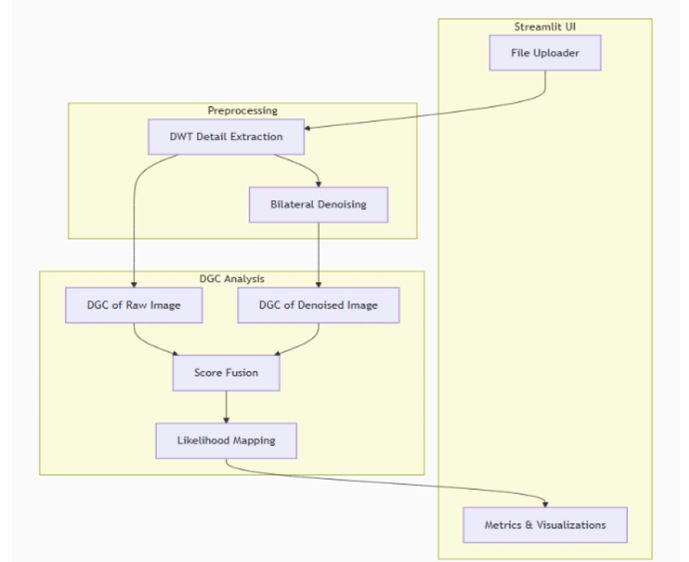 Streamlit UI
File Uploader
Preprocessing
DWT Detail Extraction
Bilateral Denoising
DGC Analysis
DGC of Raw Image
DGC of Denoised Image
Score Fusion
Likelihood Mapping
Metrics & Visualizations